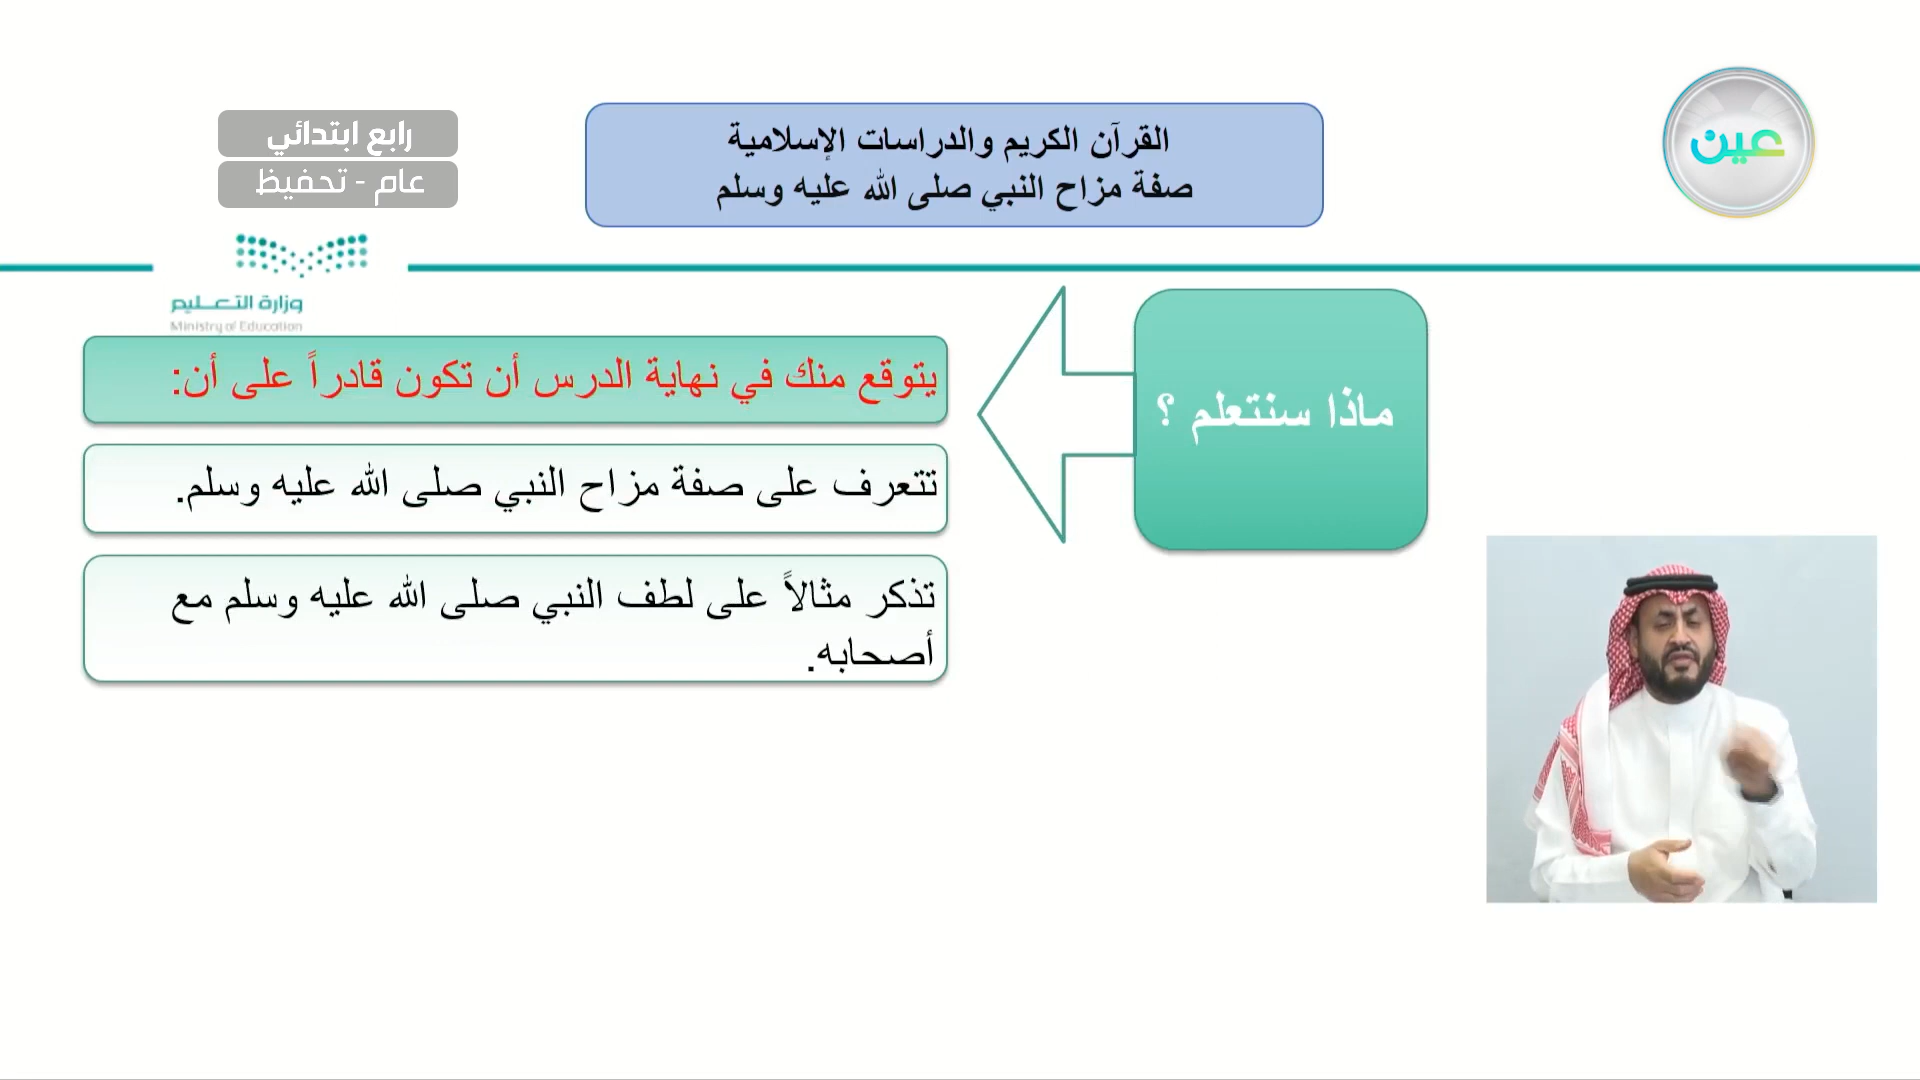 القرآن الكريم والدراسات الإسلامية
صفة مزاح النبي صلى الله عليه وسلم
عين
رابع ابتدائي
عام - تحفيظ
وزارة التعليم
Ministry of Education
ماذا سنتعلم ؟
يتوقع منك في نهاية الدرس أن تكون قادراً على أن:
تتعرف على صفة مزاح النبي صلى الله عليه وسلم.
تذكر مثالاً على لطف النبي صلى الله عليه وسلم مع
أصحابه.